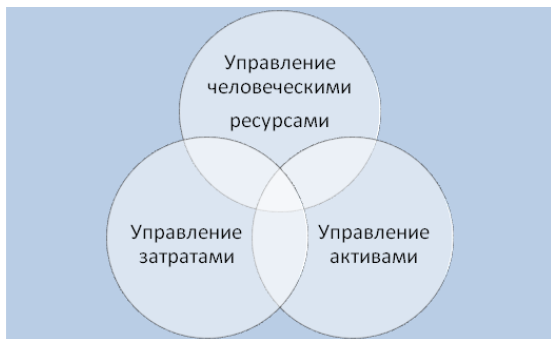 Управление
человеческими
ресурсами
Управление
затратами
Управление
активами